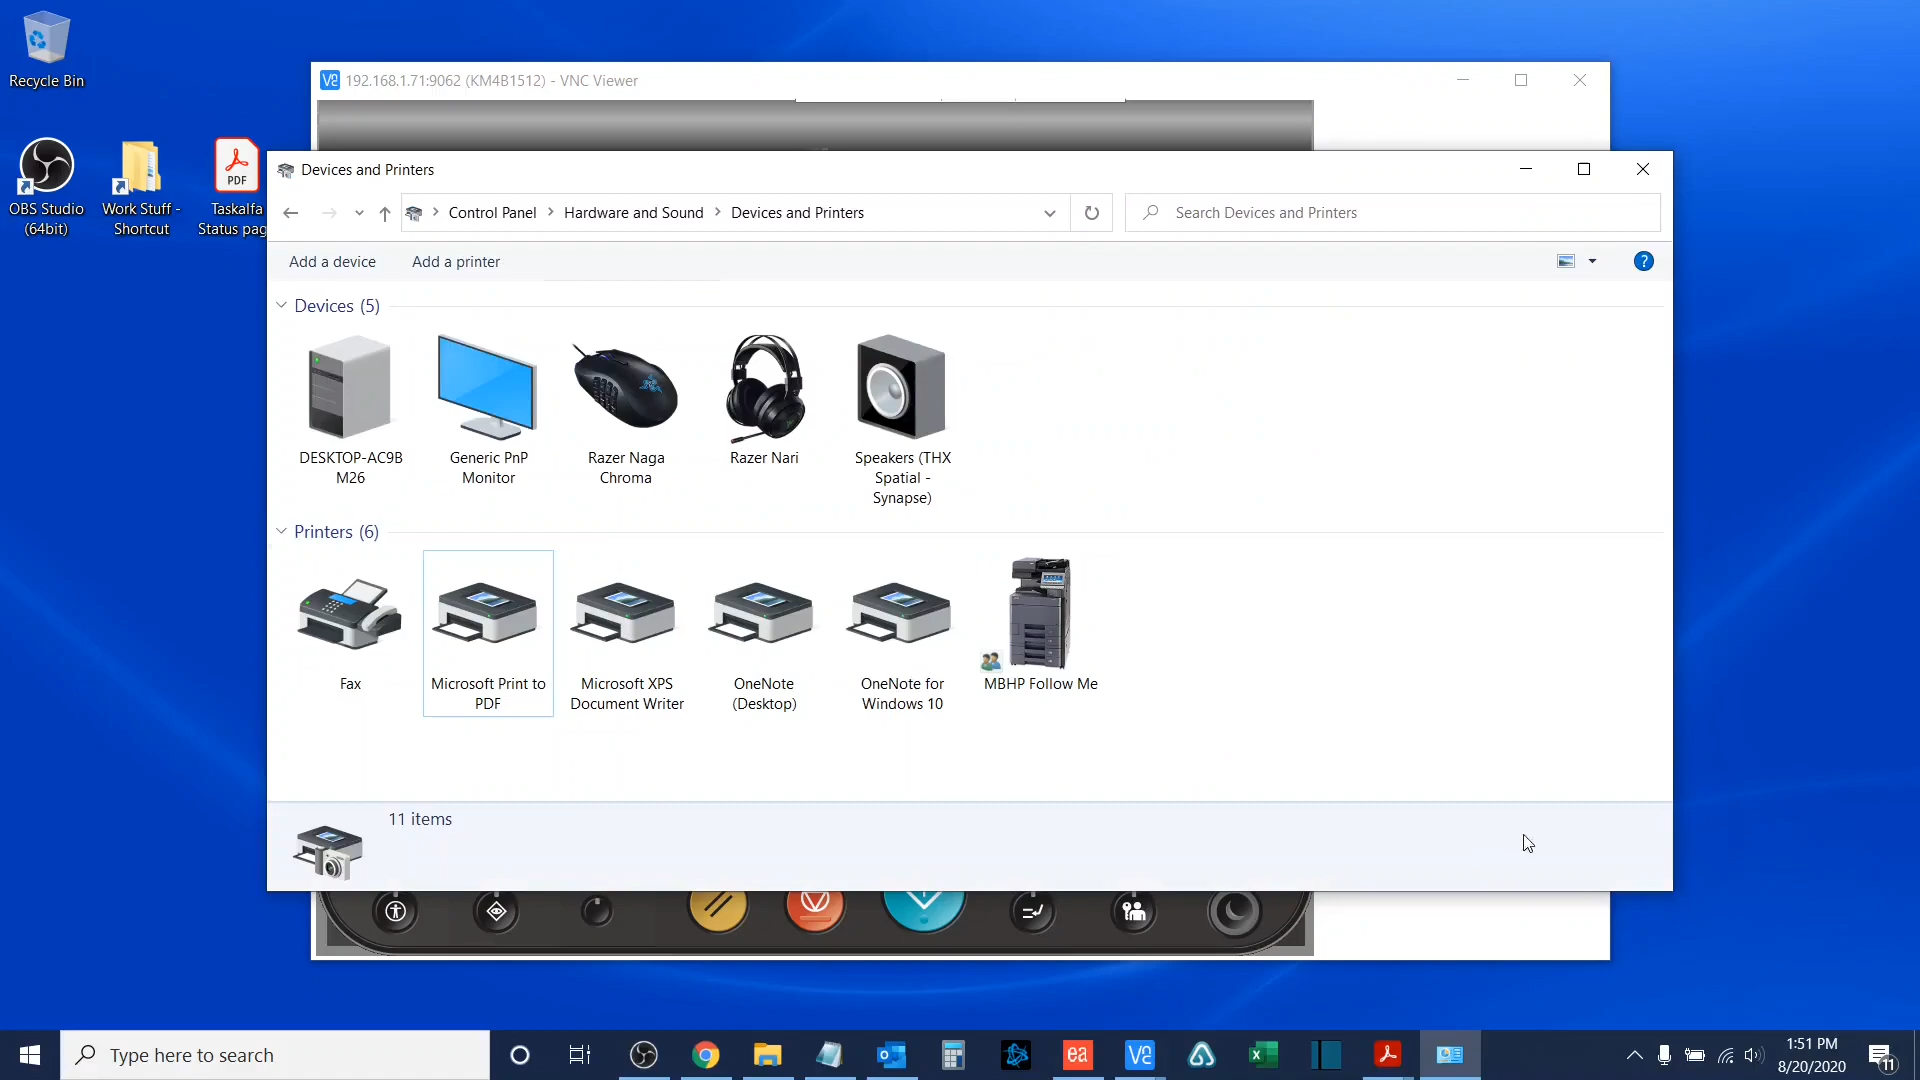 Recycle Bin
192.168.1.71:9062 (KM4B1512) - VNC Viewer
OBS Studio
(64bit)
Work Stuff -
Shortcut
PDF
Taskalfa
Status pag
Devices and Printers
Control Panel
Hardware and Sound
Devices and Printers
Search Devices and Printers
Add a device
Add a printer
?
Devices (5)
DESKTOP-AC9B
M26
Generic PnP
Monitor
Razer Naga
Chroma
Razer Nari
Speakers (THX
Spatial -
Synapse)
Printers (6)
Fax
Microsoft Print to
PDF
Microsoft XPS
Document Writer
OneNote
(Desktop)
OneNote for
Windows 10
MBHP Follow Me
11 items
Type here to search
ea
1:51 PM
8/20/2020
11